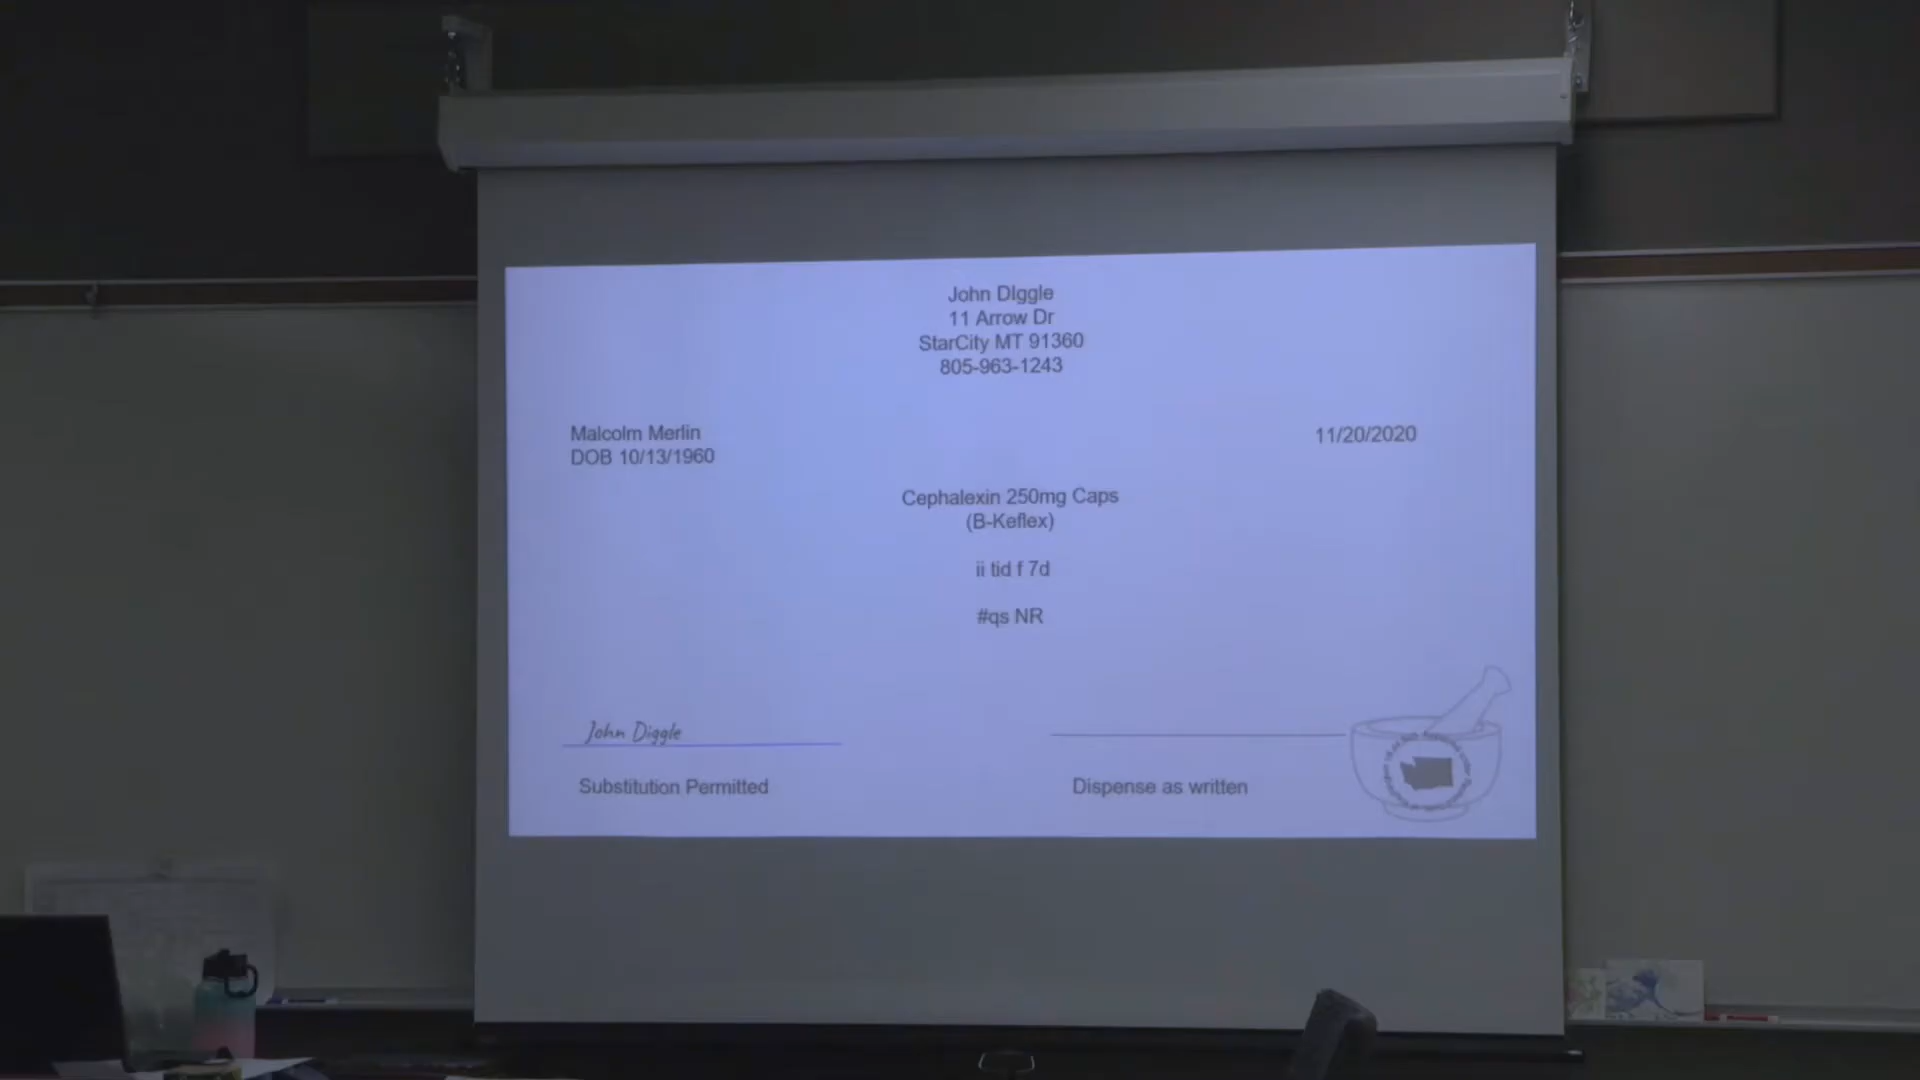 John DIggle
11 Arrow Dr
StarCity MT 91360
805-963-1243
Malcolm Merlin
DOB 10/13/1960
11/20/2020
Cephalexin 250mg Caps
(B-Keflex)
ii tid f 7d
#qs NR
John Diggle
Substitution Permitted
Dispense as written